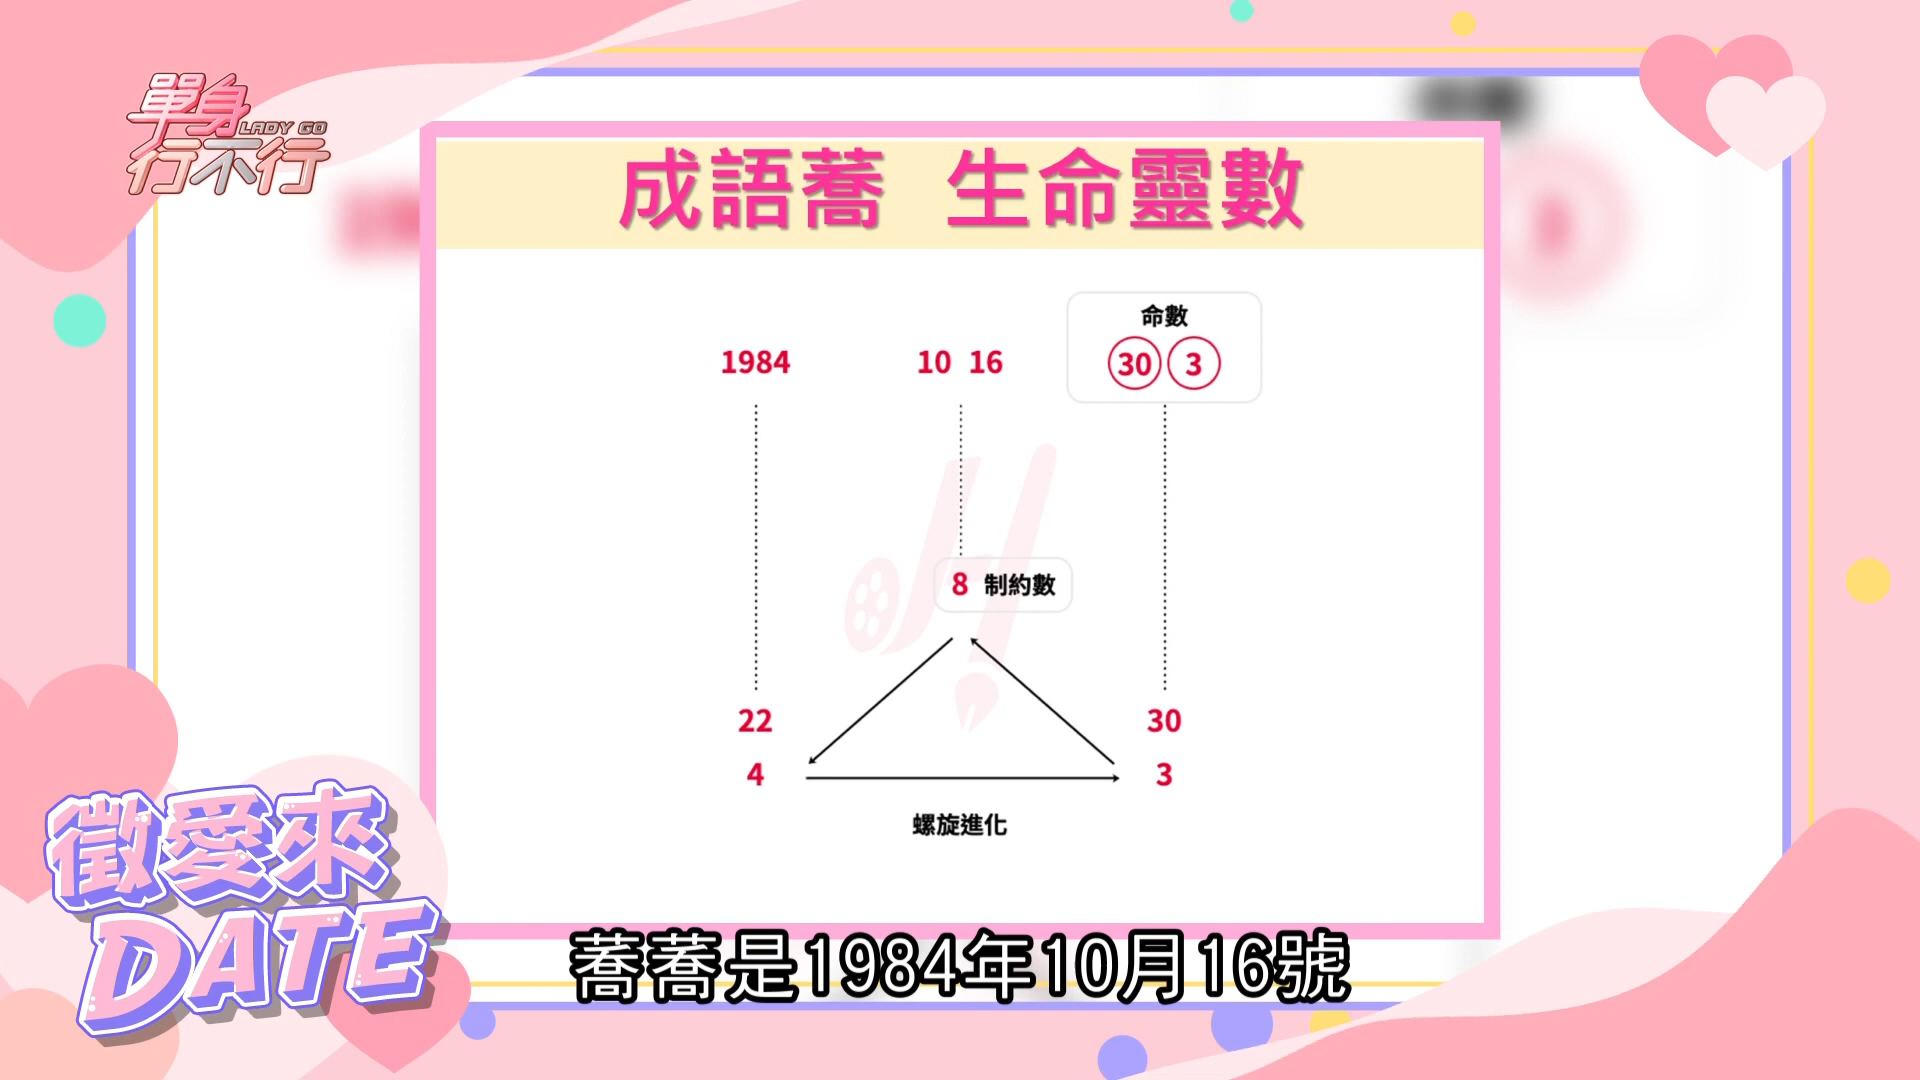 單身
LADY GO
行不行
成語蕎 生命靈數
命數
1984
10 16
30 3
8 制約數
22
30
4
3
螺旋進化
徵愛來
DATE
蕎蕎是1984年10月16號